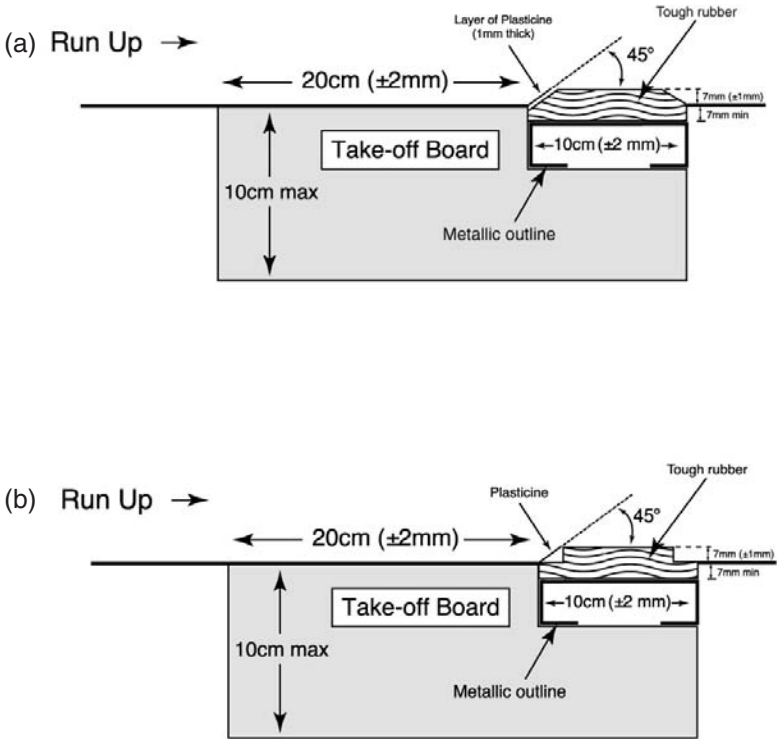 (a) Run Up
Layer of Plasticine
(1mm thick)
Tough rubber
45°
20cm (±2mm)
7mm (±1mm)
7mm min
Take-off Board
10cm (±2 mm)
10cm max
Metallic outline
(b) Run Up
Plasticine
Tough rubber
45°
20cm (±2mm)
7mm (±1mm)
7mm min
Take-off Board
10cm (±2 mm)
10cm max
Metallic outline